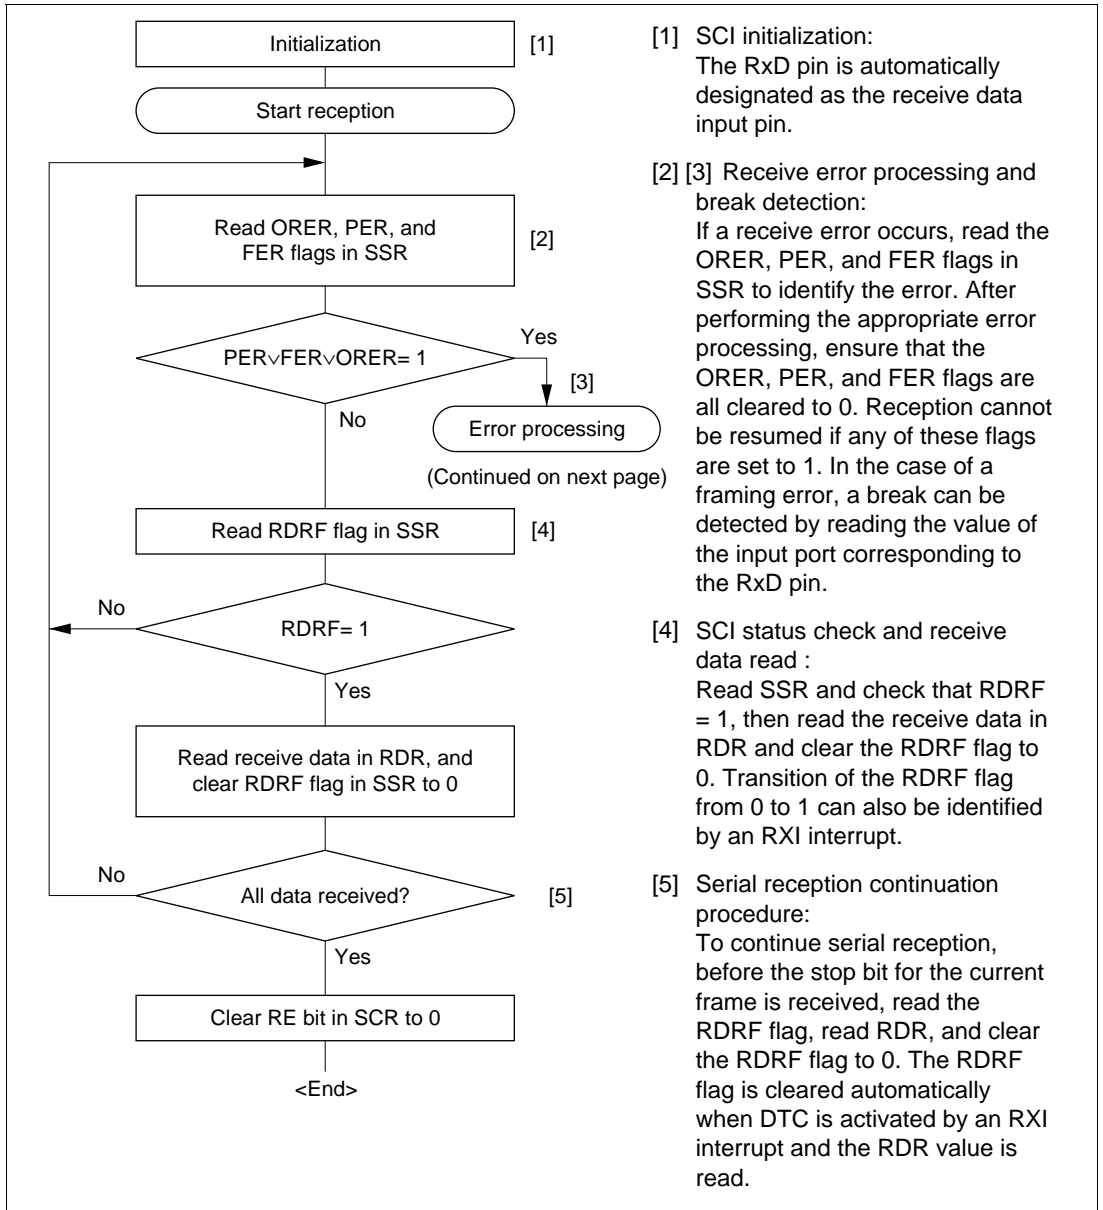 Initialization
[1]
Start reception
Read ORER, PER, and
FER flags in SSR
[2]
PER∨FER∨ORER= 1
Yes
[3]
No
Error processing
(Continued on next page)
Read RDRF flag in SSR
[4]
No
RDRF= 1
Yes
Read receive data in RDR, and
clear RDRF flag in SSR to 0
No
All data received?
[5]
Yes
Clear RE bit in SCR to 0
<End>
[1] SCI initialization:
The RxD pin is automatically
designated as the receive data
input pin.
[2] [3] Receive error processing and
break detection:
If a receive error occurs, read the
ORER, PER, and FER flags in
SSR to identify the error. After
performing the appropriate error
processing, ensure that the
ORER, PER, and FER flags are
all cleared to 0. Reception cannot
be resumed if any of these flags
are set to 1. In the case of a
framing error, a break can be
detected by reading the value of
the input port corresponding to
the RxD pin.
[4] SCI status check and receive
data read :
Read SSR and check that RDRF
= 1, then read the receive data in
RDR and clear the RDRF flag to
0. Transition of the RDRF flag
from 0 to 1 can also be identified
by an RXI interrupt.
[5] Serial reception continuation
procedure:
To continue serial reception,
before the stop bit for the current
frame is received, read the
RDRF flag, read RDR, and clear
the RDRF flag to 0. The RDRF
flag is cleared automatically
when DTC is activated by an RXI
interrupt and the RDR value is
read.